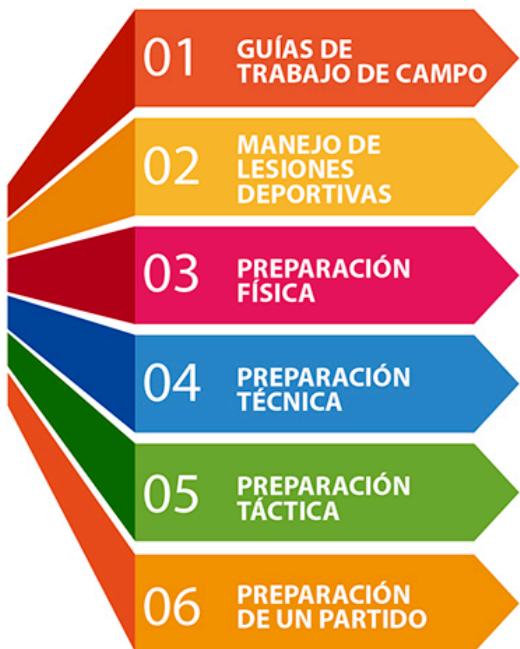 01
GUÍAS DE
TRABAJO DE CAMPO
02
MANEJO DE
LESIONES
DEPORTIVAS
03
PREPARACIÓN
FÍSICA
04
PREPARACIÓN
TÉCNICA
05
PREPARACIÓN
TÁCTICA
06
PREPARACIÓN
DE UN PARTIDO